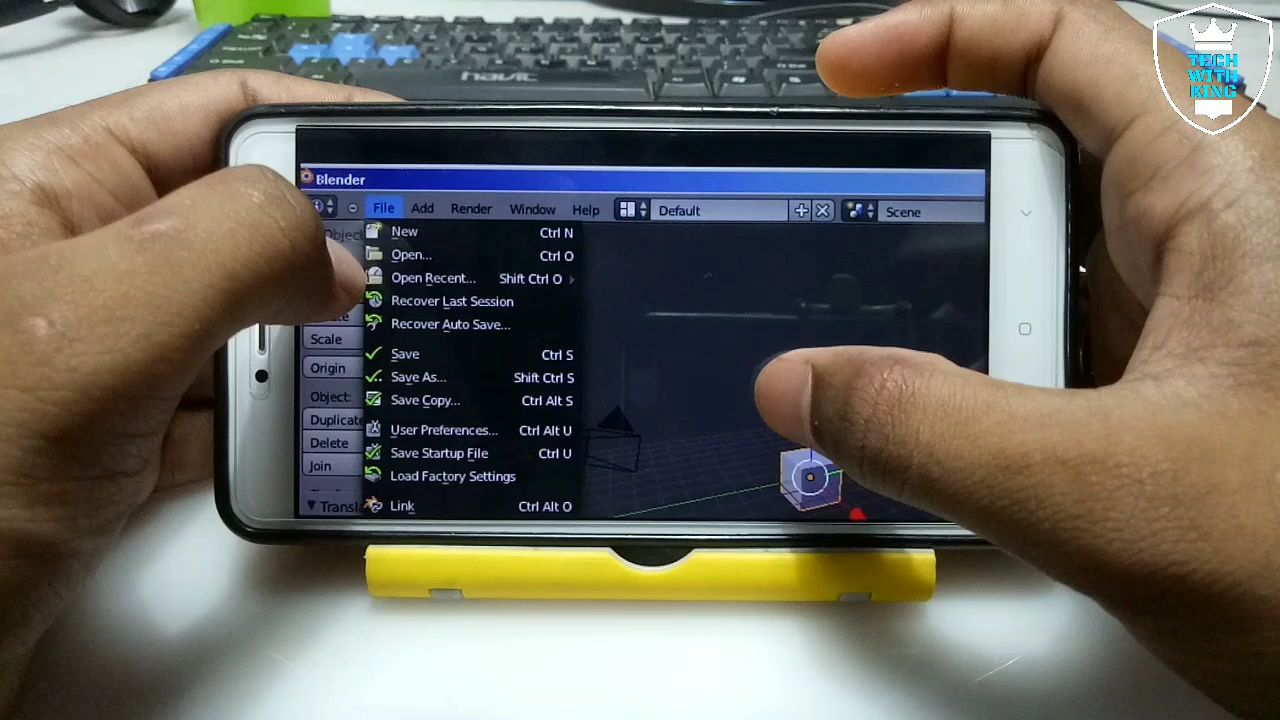 havit
TECH
WITH
KING
Blender
File Add Render Window Help Default Scene
New Ctrl N
Open... Ctrl O
Open Recent... Shift Ctrl O
Recover Last Session
Recover Auto Save...
Scale
Save Ctrl S
Origin
Save As... Shift Ctrl S
Object:
Save Copy... Ctrl Alt S
Duplicate
User Preferences... Ctrl Alt U
Delete
Save Startup File Ctrl U
Join
Load Factory Settings
Link Ctrl Alt O